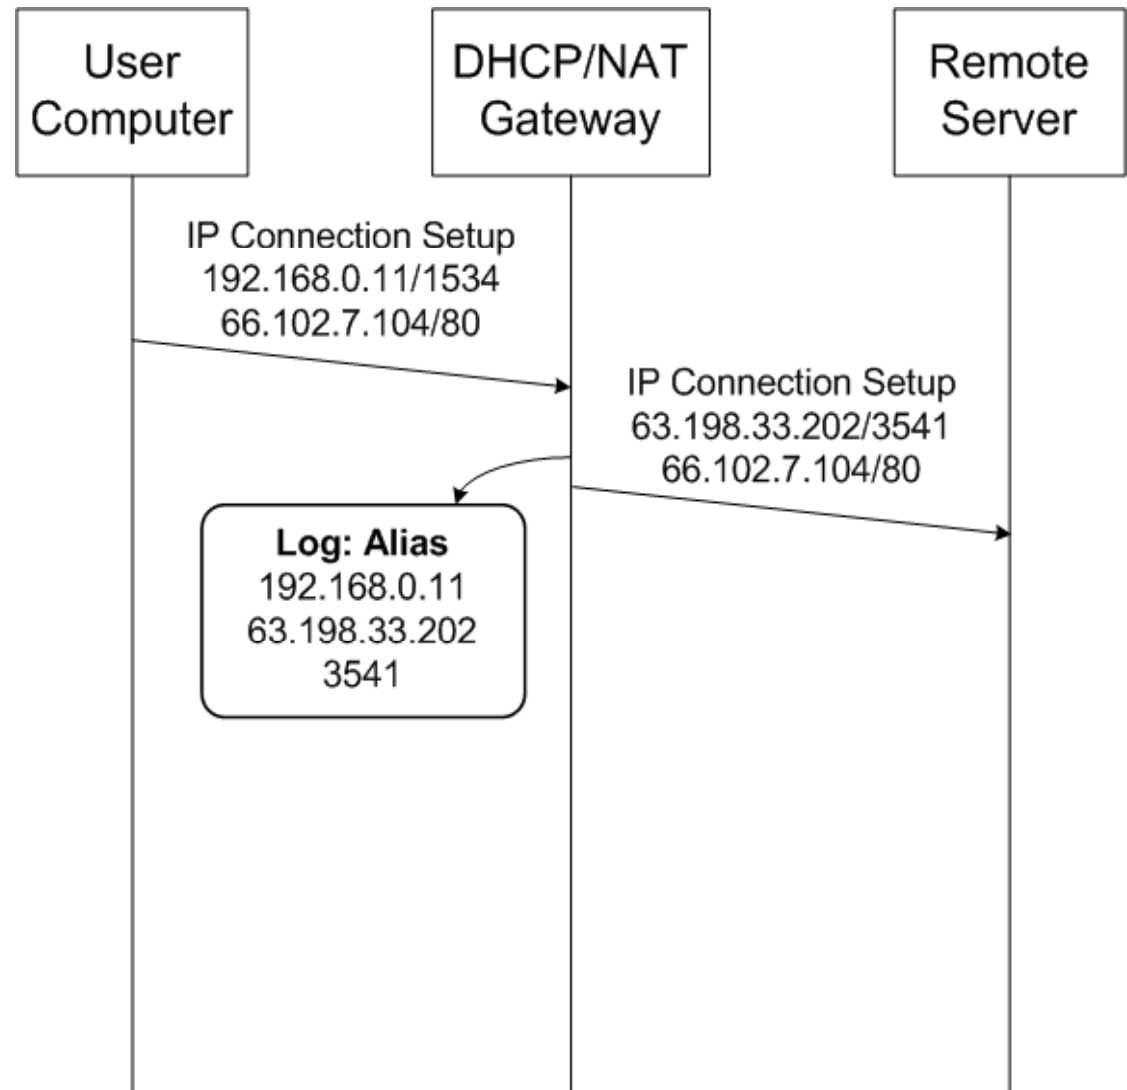 User
Computer
DHCP/NAT
Gateway
Remote
Server
IP Connection Setup
192.168.0.11/1534
66.102.7.104/80
IP Connection Setup
63.198.33.202/3541
66.102.7.104/80
Log: Alias
192.168.0.11
63.198.33.202
3541